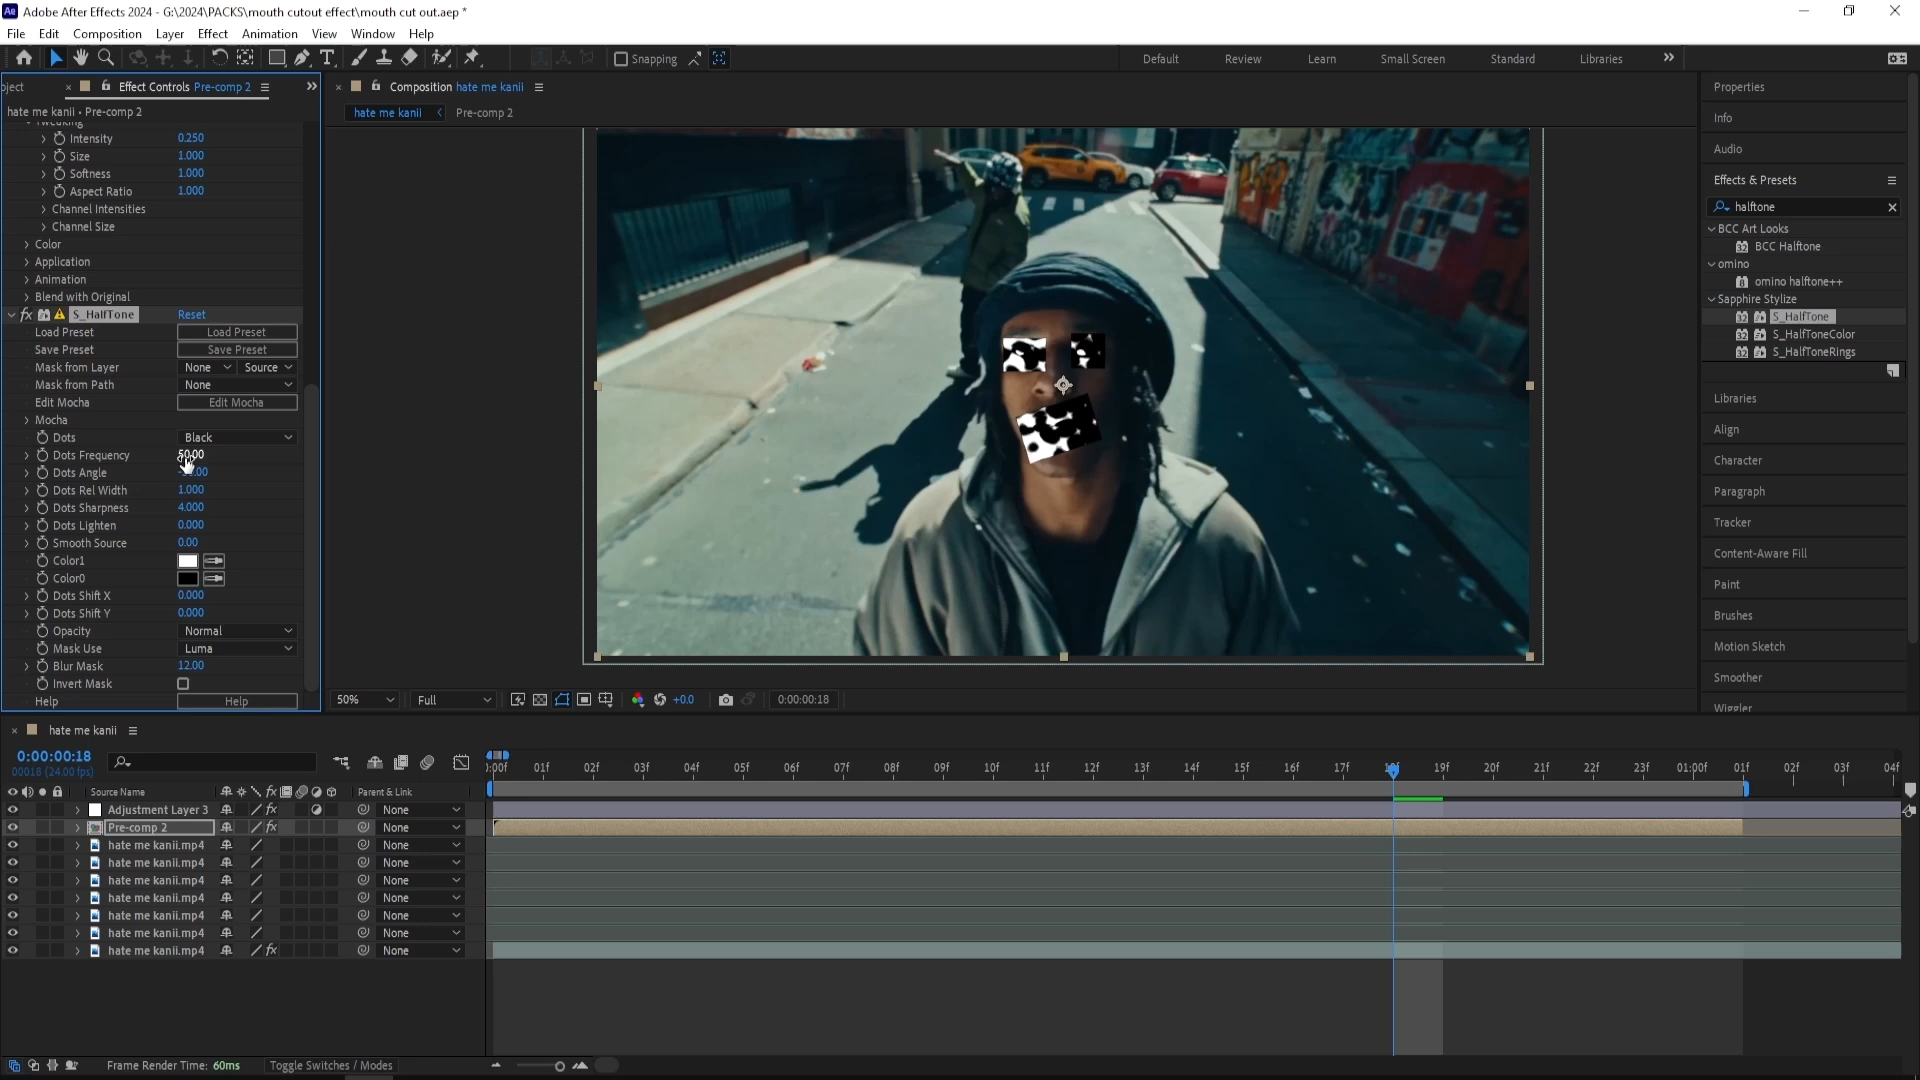 Adobe After Effects 2024 - G:\2024\PACKS\mouth cutout effect\mouth cut out.aep *
File Edit Composition Layer Effect Animation View Window Help
Snapping
Default Review Learn Small Screen Standard Libraries
Effect Controls Pre-comp 2
hate me kanii • Pre-comp 2
Tweaking
Intensity 0.250
Size 1.000
Softness 1.000
Aspect Ratio 1.000
Channel Intensities
Channel Size
Color
Application
Animation
Blend with Original
S_HalfTone Reset
Load Preset Load Preset
Save Preset Save Preset
Mask from Layer None Source
Mask from Path None
Edit Mocha Edit Mocha
Mocha
Dots Black
Dots Frequency 50.00
Dots Angle
Dots Rel Width 1.000
Dots Sharpness 4.000
Dots Lighten 0.000
Smooth Source 0.00
Color1
Color0
Dots Shift X 0.000
Dots Shift Y 0.000
Opacity Normal
Mask Use Luma
Blur Mask 12.00
Invert Mask
Help Help
Composition hate me kanii
hate me kanii Pre-comp 2
50% Full +0.0 0:00:00:18
Properties
Info
Audio
Effects & Presets
halftone
BCC Art Looks
BCC Halftone
omino
omino halftone++
Sapphire Stylize
S_HalfTone
S_HalfToneColor
S_HalfToneRings
Libraries
Align
Character
Paragraph
Tracker
Content-Aware Fill
Paint
Brushes
Motion Sketch
Smoother
Wiggler
hate me kanii
0:00:00:18
00018 (24.00 fps)
:00f 01f 02f 03f 04f 05f 06f 07f 08f 09f 10f 11f 12f 13f 14f 15f 16f 17f 18f 19f 20f 21f 22f 23f 01:00f 01f 02f 03f 04f
Source Name Parent & Link
Adjustment Layer 3 None
Pre-comp 2 None
hate me kanii.mp4 None
hate me kanii.mp4 None
hate me kanii.mp4 None
hate me kanii.mp4 None
hate me kanii.mp4 None
hate me kanii.mp4 None
hate me kanii.mp4 None
Frame Render Time: 60ms Toggle Switches / Modes